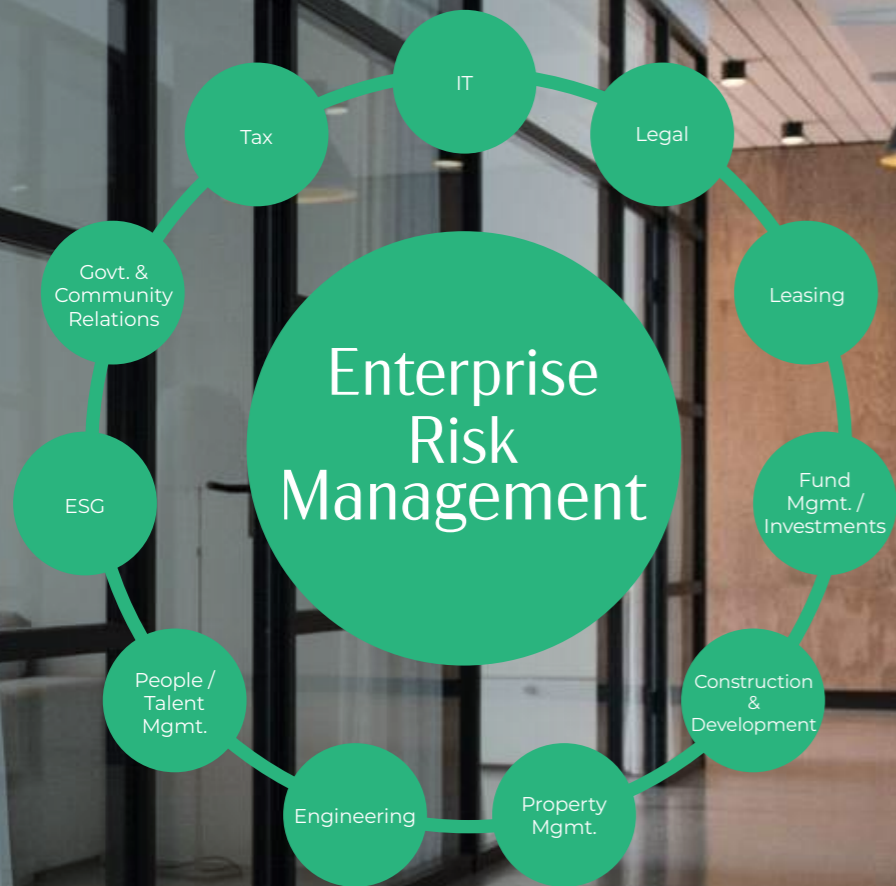 IT
Legal
Leasing
Fund
Mgmt. /
Investments
Construction
&
Development
Property
Mgmt.
Engineering
People /
Talent
Mgmt.
ESG
Govt. &
Community
Relations
Tax
Enterprise
Risk
Management